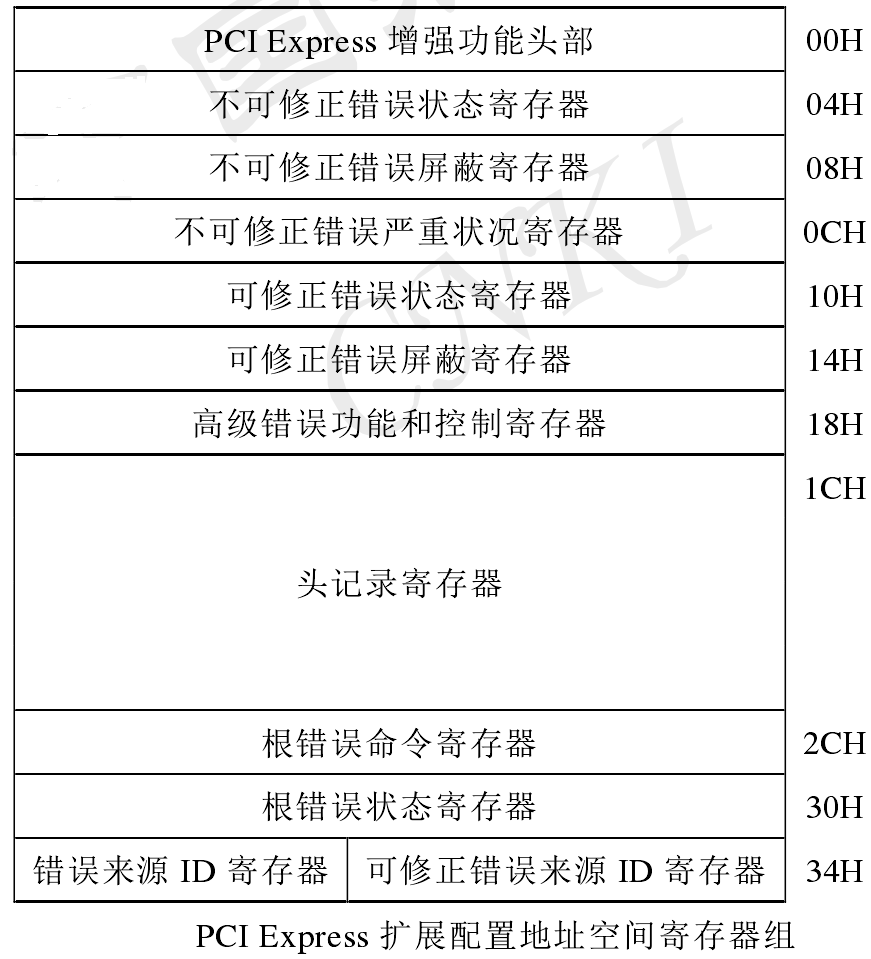 PCI Express 增强功能头部 00H
不可修正错误状态寄存器 04H
不可修正错误屏蔽寄存器 08H
不可修正错误严重状况寄存器 0CH
可修正错误状态寄存器 10H
可修正错误屏蔽寄存器 14H
高级错误功能和控制寄存器 18H
1CH
头记录寄存器
根错误命令寄存器 2CH
根错误状态寄存器 30H
错误来源 ID 寄存器 可修正错误来源 ID 寄存器 34H
PCI Express 扩展配置地址空间寄存器组
CNKI